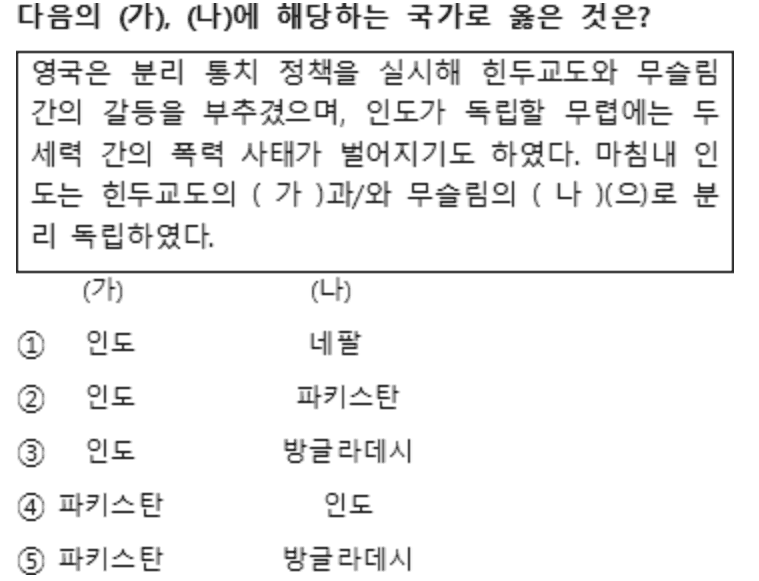 다음의 (가), (나)에 해당하는 국가로 옳은 것은?
영국은 분리 통치 정책을 실시해 힌두교도와 무슬림
간의 갈등을 부추겼으며, 인도가 독립할 무렵에는 두
세력 간의 폭력 사태가 벌어지기도 하였다. 마침내 인
도는 힌두교도의 ( 가 )과/와 무슬림의 ( 나 )(으)로 분
리 독립하였다.
(가) (나)
① 인도 네팔
② 인도 파키스탄
③ 인도 방글라데시
④ 파키스탄 인도
⑤ 파키스탄 방글라데시